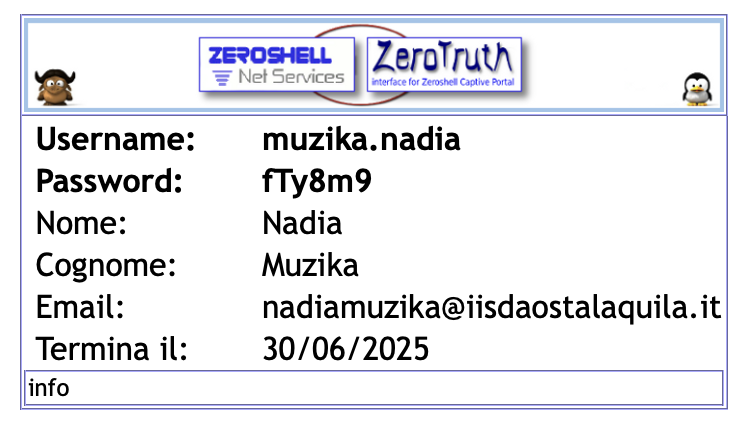 ZEROSHELL
Net Services
ZeroTruth
interface for Zeroshell Captive Portal
Username: muzika.nadia
Password: fTy8m9
Nome: Nadia
Cognome: Muzika
Email: nadiamuzika@iisdaostalaquila.it
Termina il: 30/06/2025
info